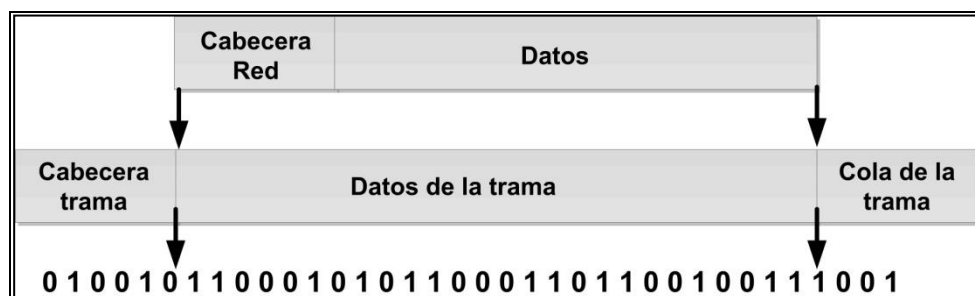 Cabecera
Red
Datos
Cabecera
trama
Datos de la trama
Cola de la
trama
0 1 0 0 1 0 1 1 0 0 0 1 0 1 0 1 1 0 0 0 1 1 0 1 1 0 0 1 0 0 1 1 1 1 0 0 1